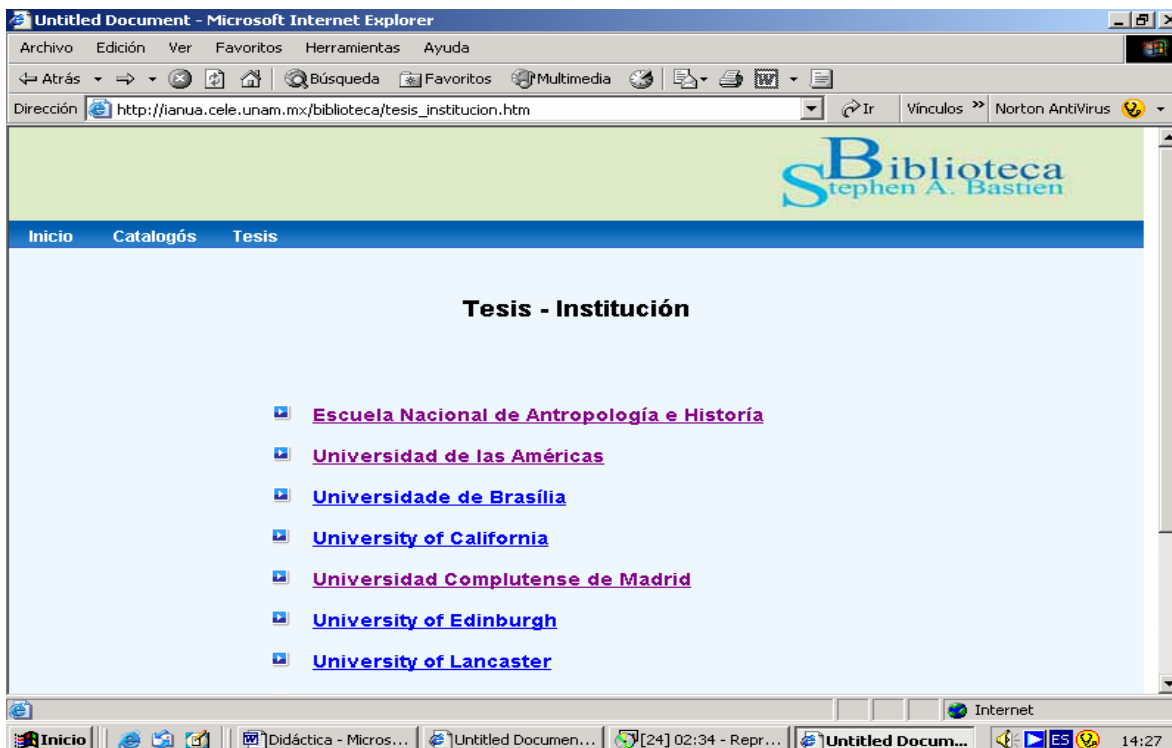 Untitled Document - Microsoft Internet Explorer
Archivo Edición Ver Favoritos Herramientas Ayuda
Atrás Búsqueda Favoritos Multimedia
Dirección http://ianua.cele.unam.mx/biblioteca/tesis_institucion.htm Ir Vínculos » Norton AntiVirus
Biblioteca
Stephen A. Bastien
Inicio Catalogós Tesis
Tesis - Institución
Escuela Nacional de Antropología e Historía
Universidad de las Américas
Universidade de Brasília
University of California
Universidad Complutense de Madrid
University of Edinburgh
University of Lancaster
Internet
Inicio Didáctica - Micros... Untitled Documen... [24] 02:34 - Repr... Untitled Docum... ES 14:27